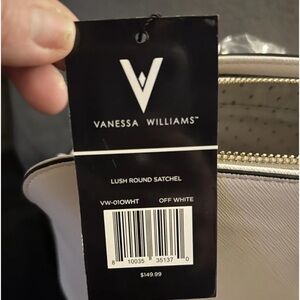 V
VANESSA WILLIAMS™
LUSH ROUND SATCHEL
VW-010WHT OFF WHITE
8 10035 35137 0
$149.99